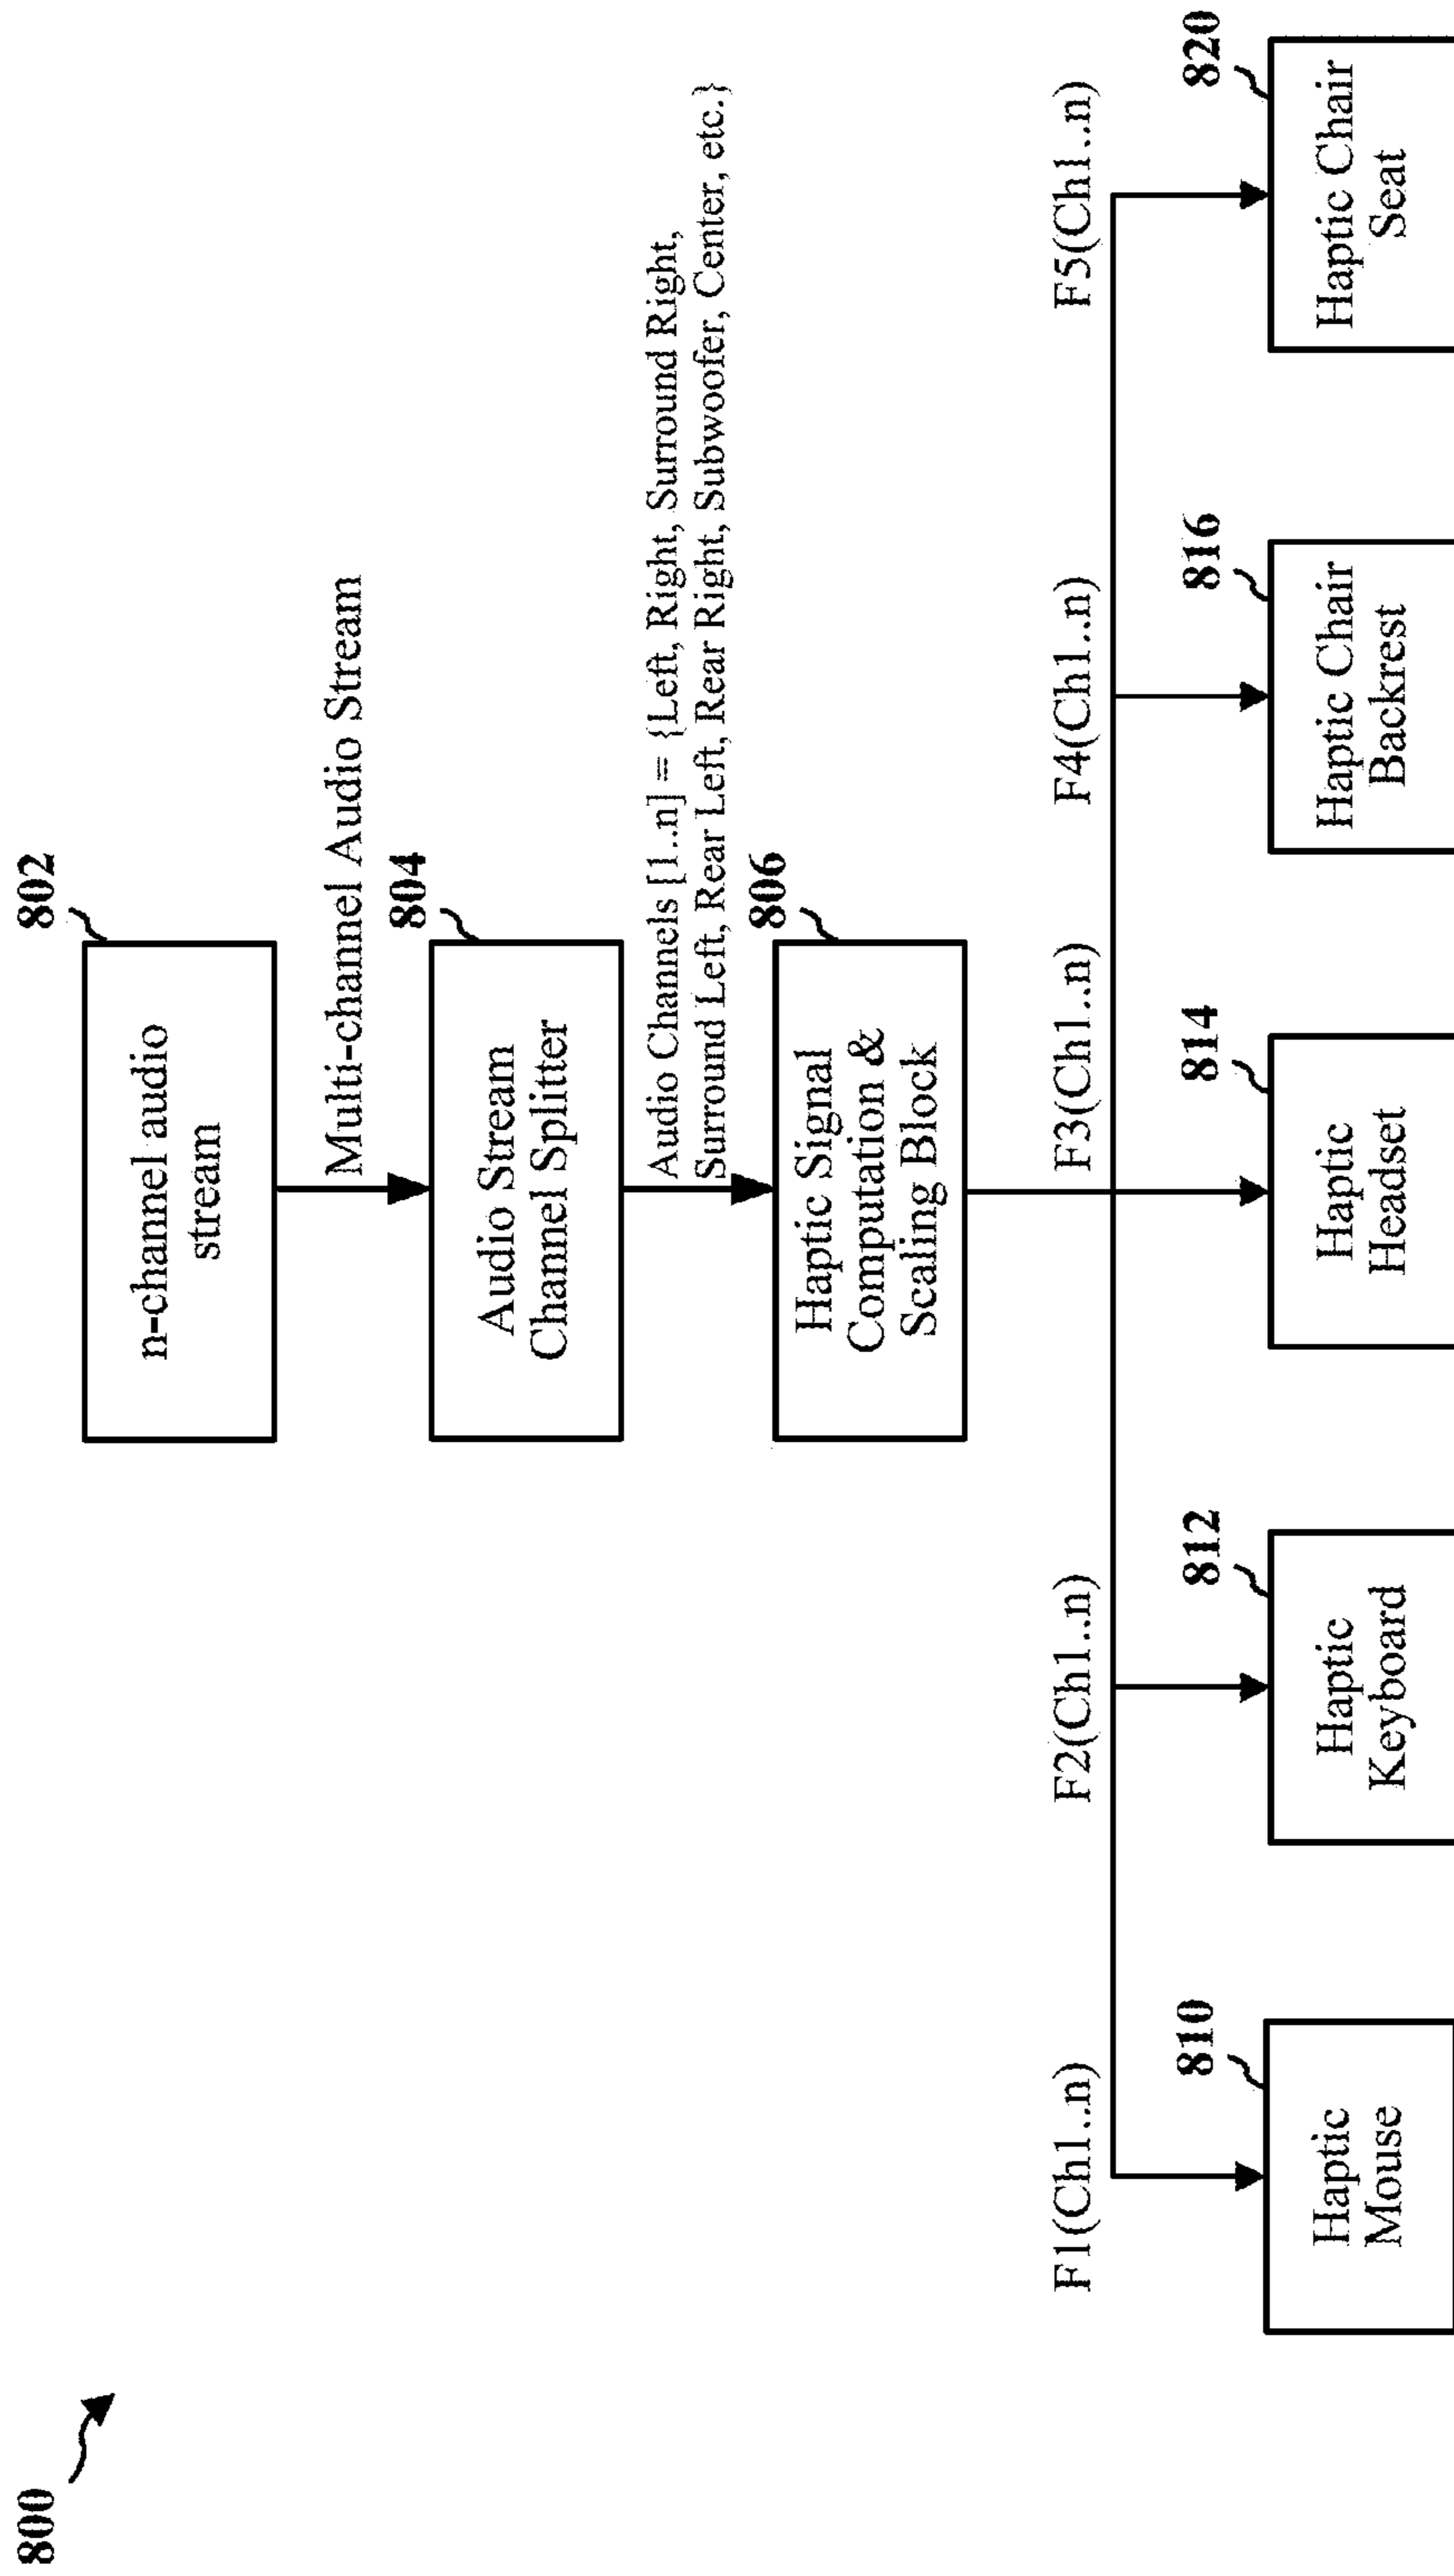 800
802
n-channel audio
stream
Multi-channel Audio Stream
804
Audio Stream
Channel Splitter
Audio Channels [1..n] = {Left, Right, Surround Right,
Surround Left, Rear Left, Rear Right, Subwoofer, Center, etc.}
806
Haptic Signal
Computation &
Scaling Block
F1(Ch1..n)
F2(Ch1..n)
F3(Ch1..n)
F4(Ch1..n)
F5(Ch1..n)
810
Haptic
Mouse
812
Haptic
Keyboard
814
Haptic
Headset
816
Haptic Chair
Backrest
820
Haptic Chair
Seat